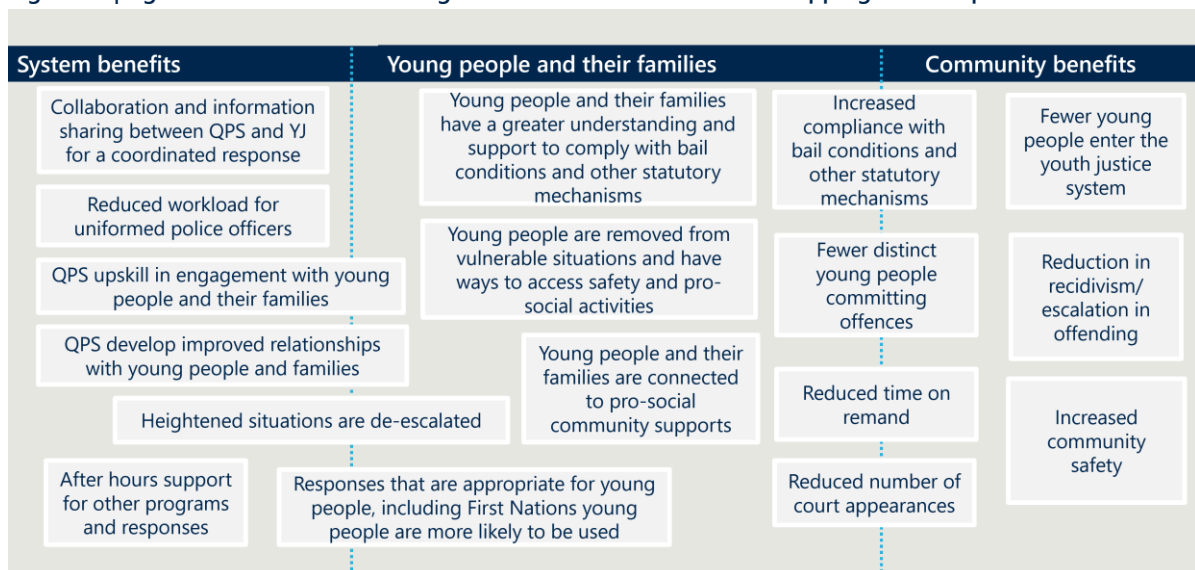 System benefits
Young people and their families
Community benefits
Collaboration and information
sharing between QPS and YJ
for a coordinated response
Reduced workload for
uniformed police officers
QPS upskill in engagement with young
people and their families
QPS develop improved relationships
with young people and families
Heightened situations are de-escalated
After hours support
for other programs
and responses
Responses that are appropriate for young
people, including First Nations young
people are more likely to be used
Young people and their families
have a greater understanding and
support to comply with bail
conditions and other statutory
mechanisms
Young people are removed from
vulnerable situations and have
ways to access safety and pro-
social activities
Young people and their
families are connected
to pro-social
community supports
Increased
compliance with
bail conditions and
other statutory
mechanisms
Fewer distinct
young people
committing
offences
Reduced time on
remand
Reduced number of
court appearances
Fewer young
people enter the
youth justice
system
Reduction in
recidivism/
escalation in
offending
Increased
community
safety